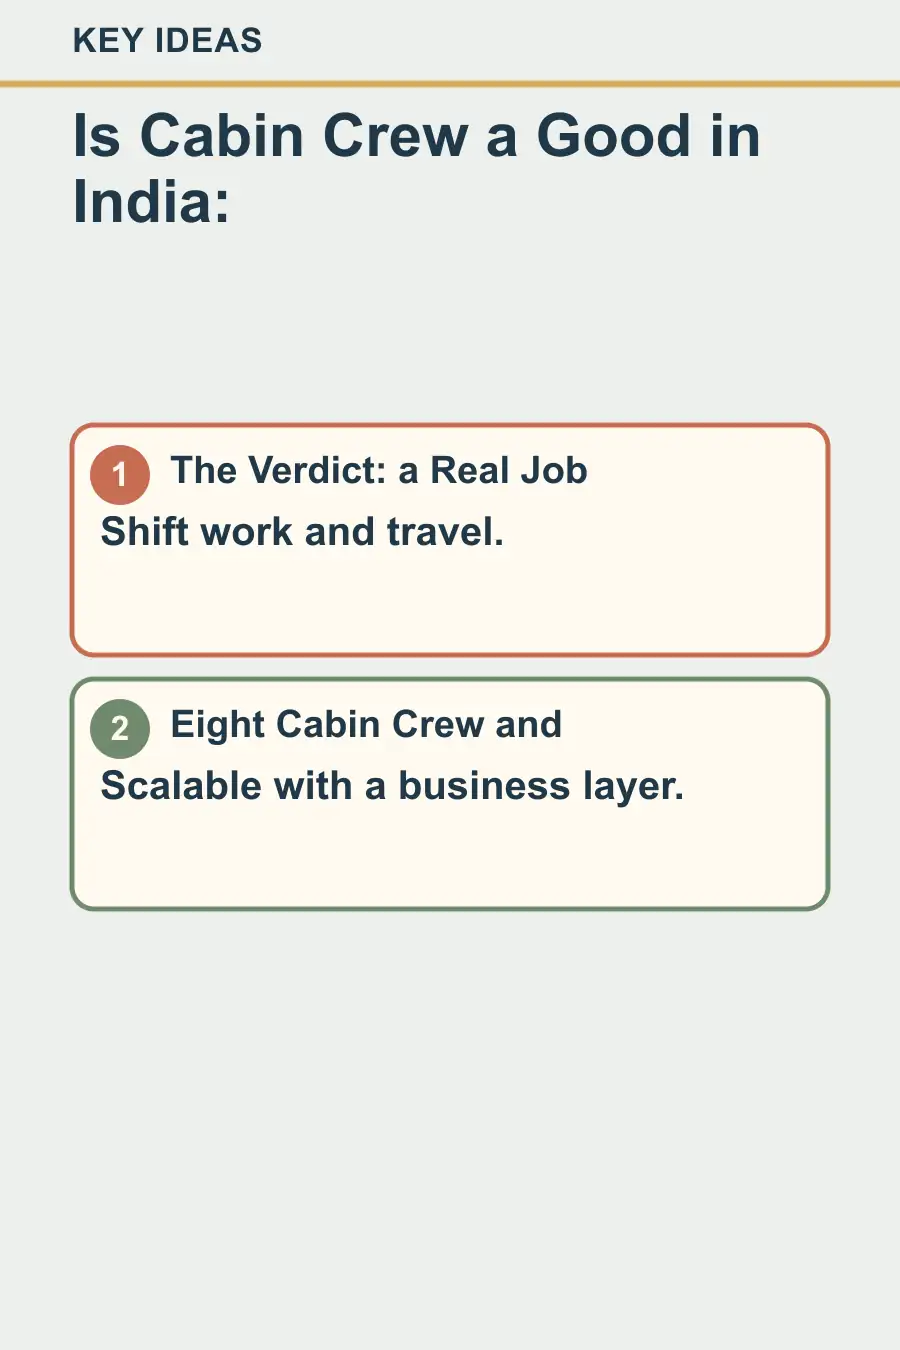 KEY IDEAS
Is Cabin Crew a Good in
India:
1 The Verdict: a Real Job
Shift work and travel.
2 Eight Cabin Crew and
Scalable with a business layer.